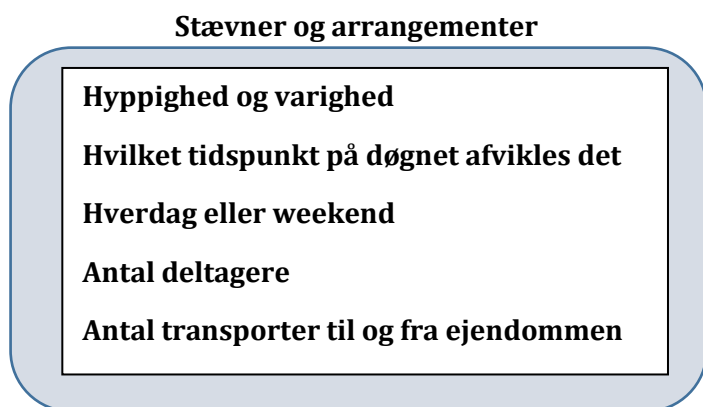 Stævner og arrangementer
Hyppighed og varighed
Hvilket tidspunkt på døgnet afvikles det
Hverdag eller weekend
Antal deltagere
Antal transporter til og fra ejendommen